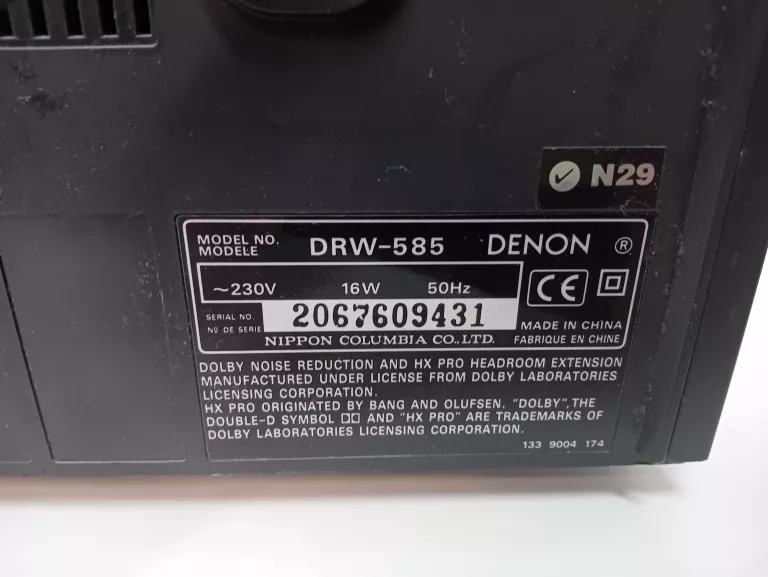 N29
MODEL NO.
MODELE
DRW-585 DENON ®
~230V 16W 50Hz
CE
SERIAL NO.
Nº DE SERIE
2067609431
MADE IN CHINA
FABRIQUE EN CHINE
NIPPON COLUMBIA CO.,LTD.
DOLBY NOISE REDUCTION AND HX PRO HEADROOM EXTENSION
MANUFACTURED UNDER LICENSE FROM DOLBY LABORATORIES
LICENSING CORPORATION.
HX PRO ORIGINATED BY BANG AND OLUFSEN. "DOLBY", THE
DOUBLE-D SYMBOL AND "HX PRO" ARE TRADEMARKS OF
DOLBY LABORATORIES LICENSING CORPORATION.
133 9004 174